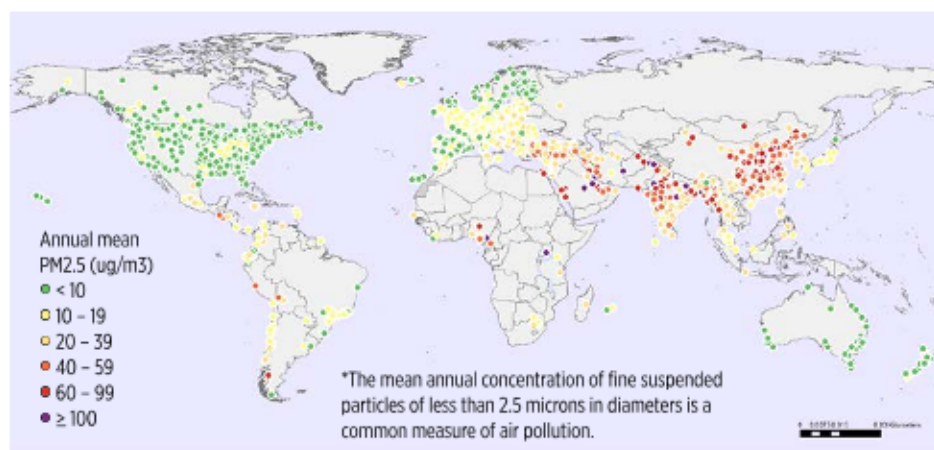 Annual mean
PM2.5 (ug/m3)
< 10
10 – 19
20 – 39
40 – 59
60 – 99
≥ 100
*The mean annual concentration of fine suspended
particles of less than 2.5 microns in diameters is a
common measure of air pollution.